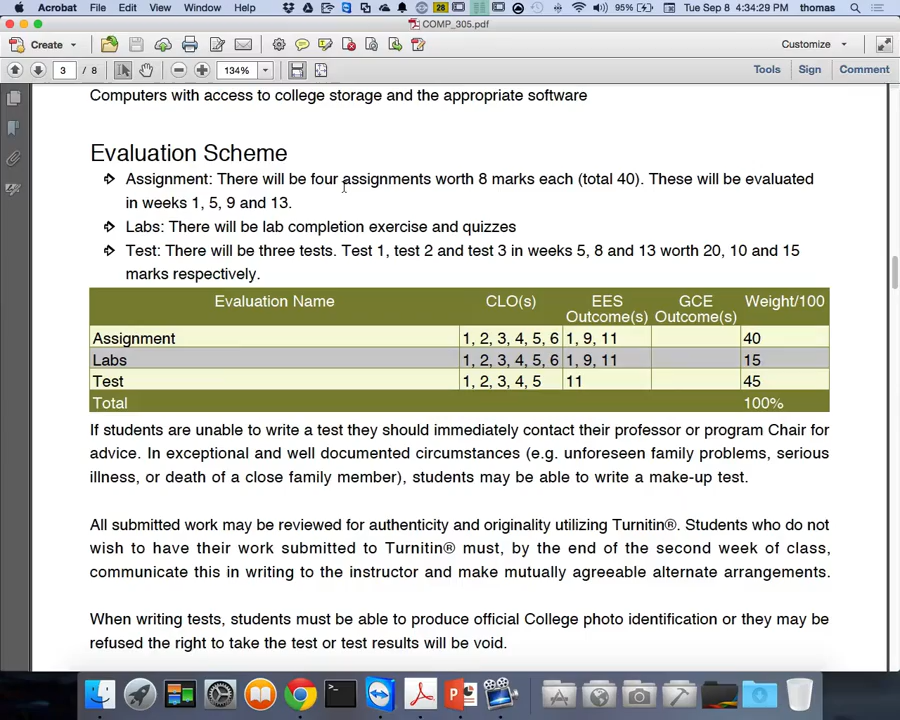 Acrobat File Edit View Window Help 28 95% Tue Sep 8 4:34:29 PM thomas
COMP_305.pdf
Create Customize
3 / 8 134% Tools Sign Comment
Computers with access to college storage and the appropriate software
Evaluation Scheme
Assignment: There will be four assignments worth 8 marks each (total 40). These will be evaluated
in weeks 1, 5, 9 and 13.
Labs: There will be lab completion exercise and quizzes
Test: There will be three tests. Test 1, test 2 and test 3 in weeks 5, 8 and 13 worth 20, 10 and 15
marks respectively.
Evaluation Name CLO(s) EES Outcome(s) GCE Outcome(s) Weight/100
Assignment 1, 2, 3, 4, 5, 6 1, 9, 11 40
Labs 1, 2, 3, 4, 5, 6 1, 9, 11 15
Test 1, 2, 3, 4, 5 11 45
Total 100%
If students are unable to write a test they should immediately contact their professor or program Chair for
advice. In exceptional and well documented circumstances (e.g. unforeseen family problems, serious
illness, or death of a close family member), students may be able to write a make-up test.
All submitted work may be reviewed for authenticity and originality utilizing Turnitin®. Students who do not
wish to have their work submitted to Turnitin® must, by the end of the second week of class,
communicate this in writing to the instructor and make mutually agreeable alternate arrangements.
When writing tests, students must be able to produce official College photo identification or they may be
refused the right to take the test or test results will be void.